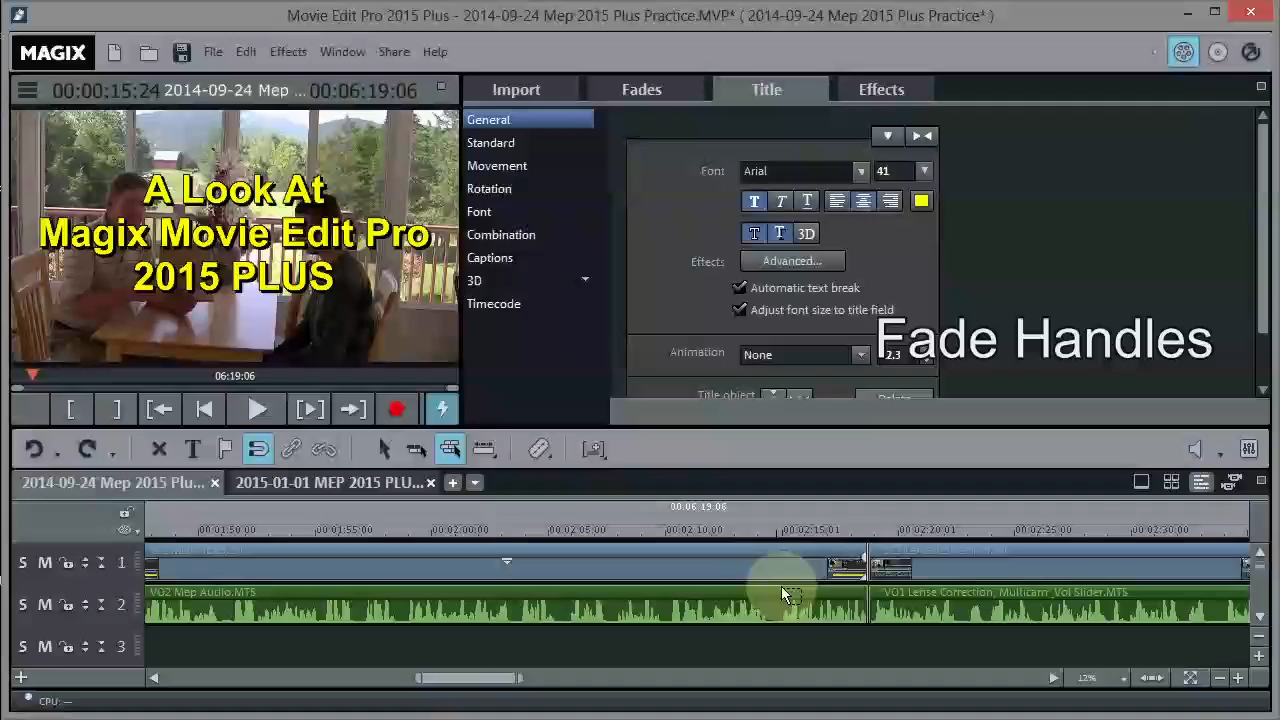 Movie Edit Pro 2015 Plus - 2014-09-24 Mep 2015 Plus Practice.MVP* ( 2014-09-24 Mep 2015 Plus Practice* )
MAGIX File Edit Effects Window Share Help
00:00:15:24 2014-09-24 Mep ... 00:06:19:06
Import Fades Title Effects
A Look At
Magix Movie Edit Pro
2015 PLUS
General
Standard
Movement
Rotation
Font
Combination
Captions
3D
Timecode
Font Arial 41
T T T
T T 3D
Effects Advanced...
Automatic text break
Adjust font size to title field
Fade Handles
Animation None 2.3
Title object Delete
06:19:06
2014-09-24 Mep 2015 Plu... 2015-01-01 MEP 2015 PLU...
00:06:19:06
00:01:50:00 00:01:55:00 00:02:00:00 00:02:05:00 00:02:10:00 00:02:15:01 00:02:20:01 00:02:25:00 00:02:30:00
S M 1
VO2 Mep Audio.MTS VO1 Lense Correction, Multicam_Vol Slider.MTS
S M 2
S M 3
12%
CPU: —